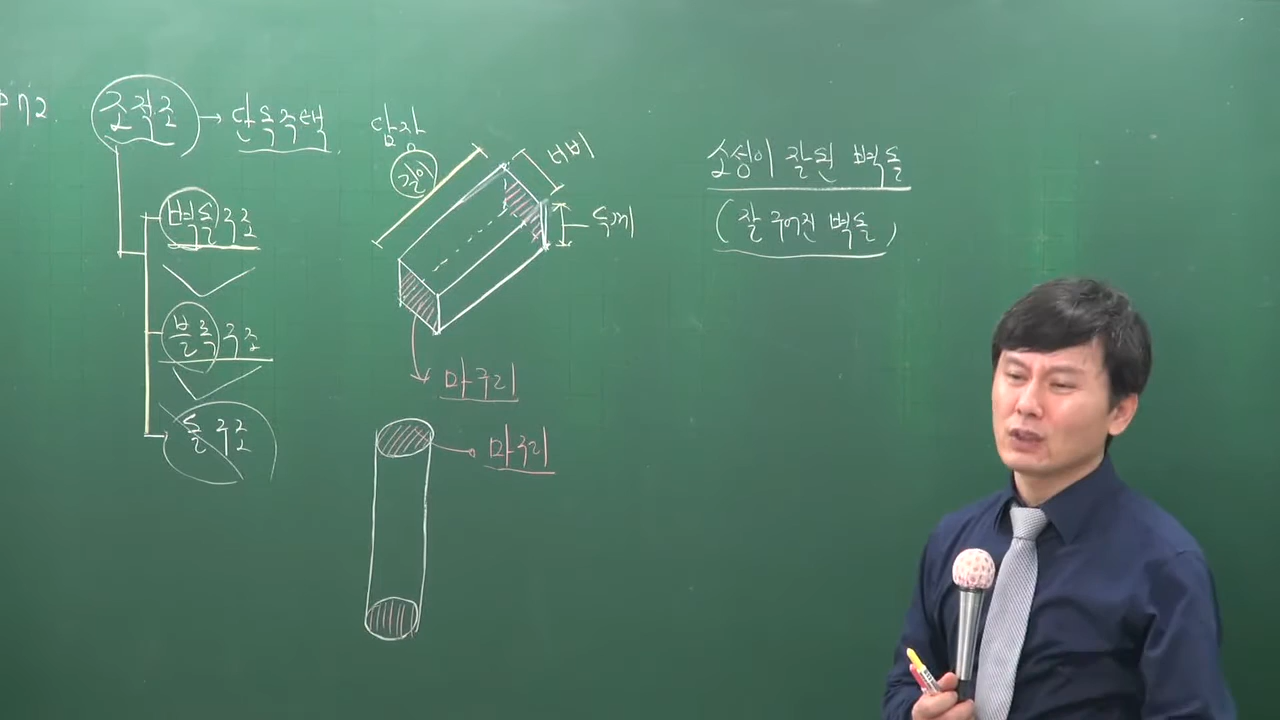 P72.
조적조 → 단독주택
담장
벽돌구조
블록구조
돌구조
길이
너비
두께
마구리
마구리
소성이 잘된 벽돌
(잘 구어진 벽돌)